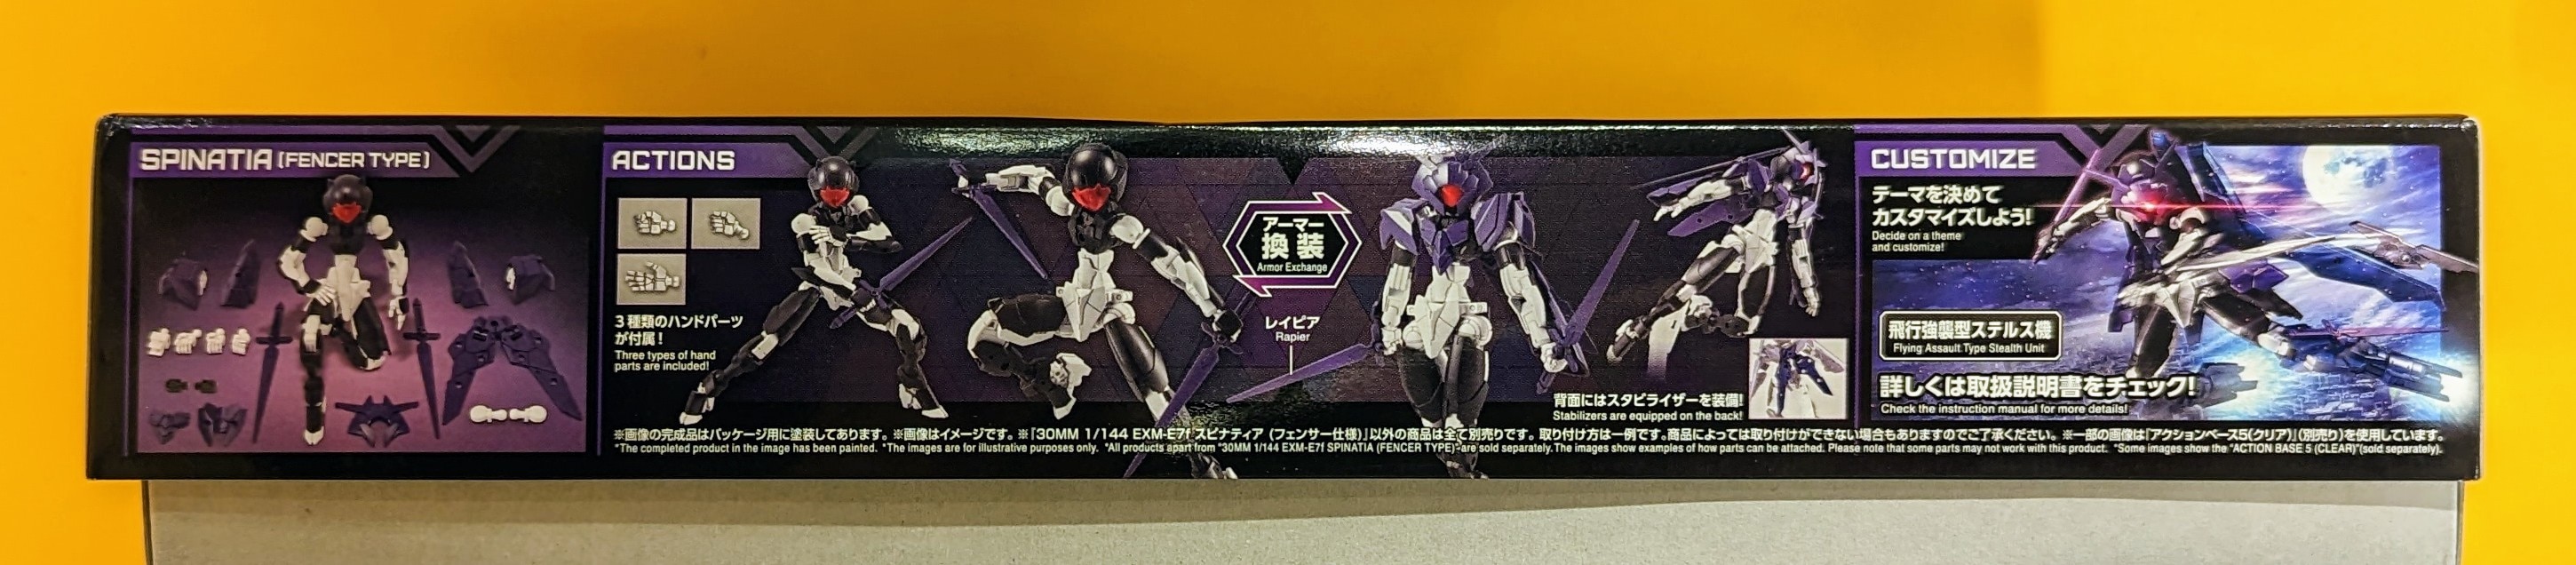 SPINATIA [FENCER TYPE]
ACTIONS
3種類のハンドパーツ
が付属！
Three types of hand
parts are included!
アーマー
換装
Armor Exchange
レイピア
Rapier
背面にはスタビライザーを装備!
Stabilizers are equipped on the back!
CUSTOMIZE
テーマを決めて
カスタマイズしよう!
Decide on a theme
and customize!
飛行強襲型ステルス機
Flying Assault Type Stealth Unit
詳しくは取扱説明書をチェック!
Check the instruction manual for more details!
※画像の完成品はパッケージ用に塗装してあります。※画像はイメージです。※『30MM 1/144 EXM-E7f スピナティア（フェンサー仕様）』以外の商品は全て別売りです。取り付け方は一例です。商品によっては取り付けができない場合もありますのでご了承ください。※一部の画像は『アクションベース5(クリア)』(別売り)を使用しています。
*The completed product in the image has been painted. *The images are for illustrative purposes only. *All products apart from "30MM 1/144 EXM-E7f SPINATIA (FENCER TYPE)" are sold separately. The images show examples of how parts can be attached. Please note that some parts may not work with this product. *Some images show the "ACTION BASE 5 (CLEAR)" (sold separately).